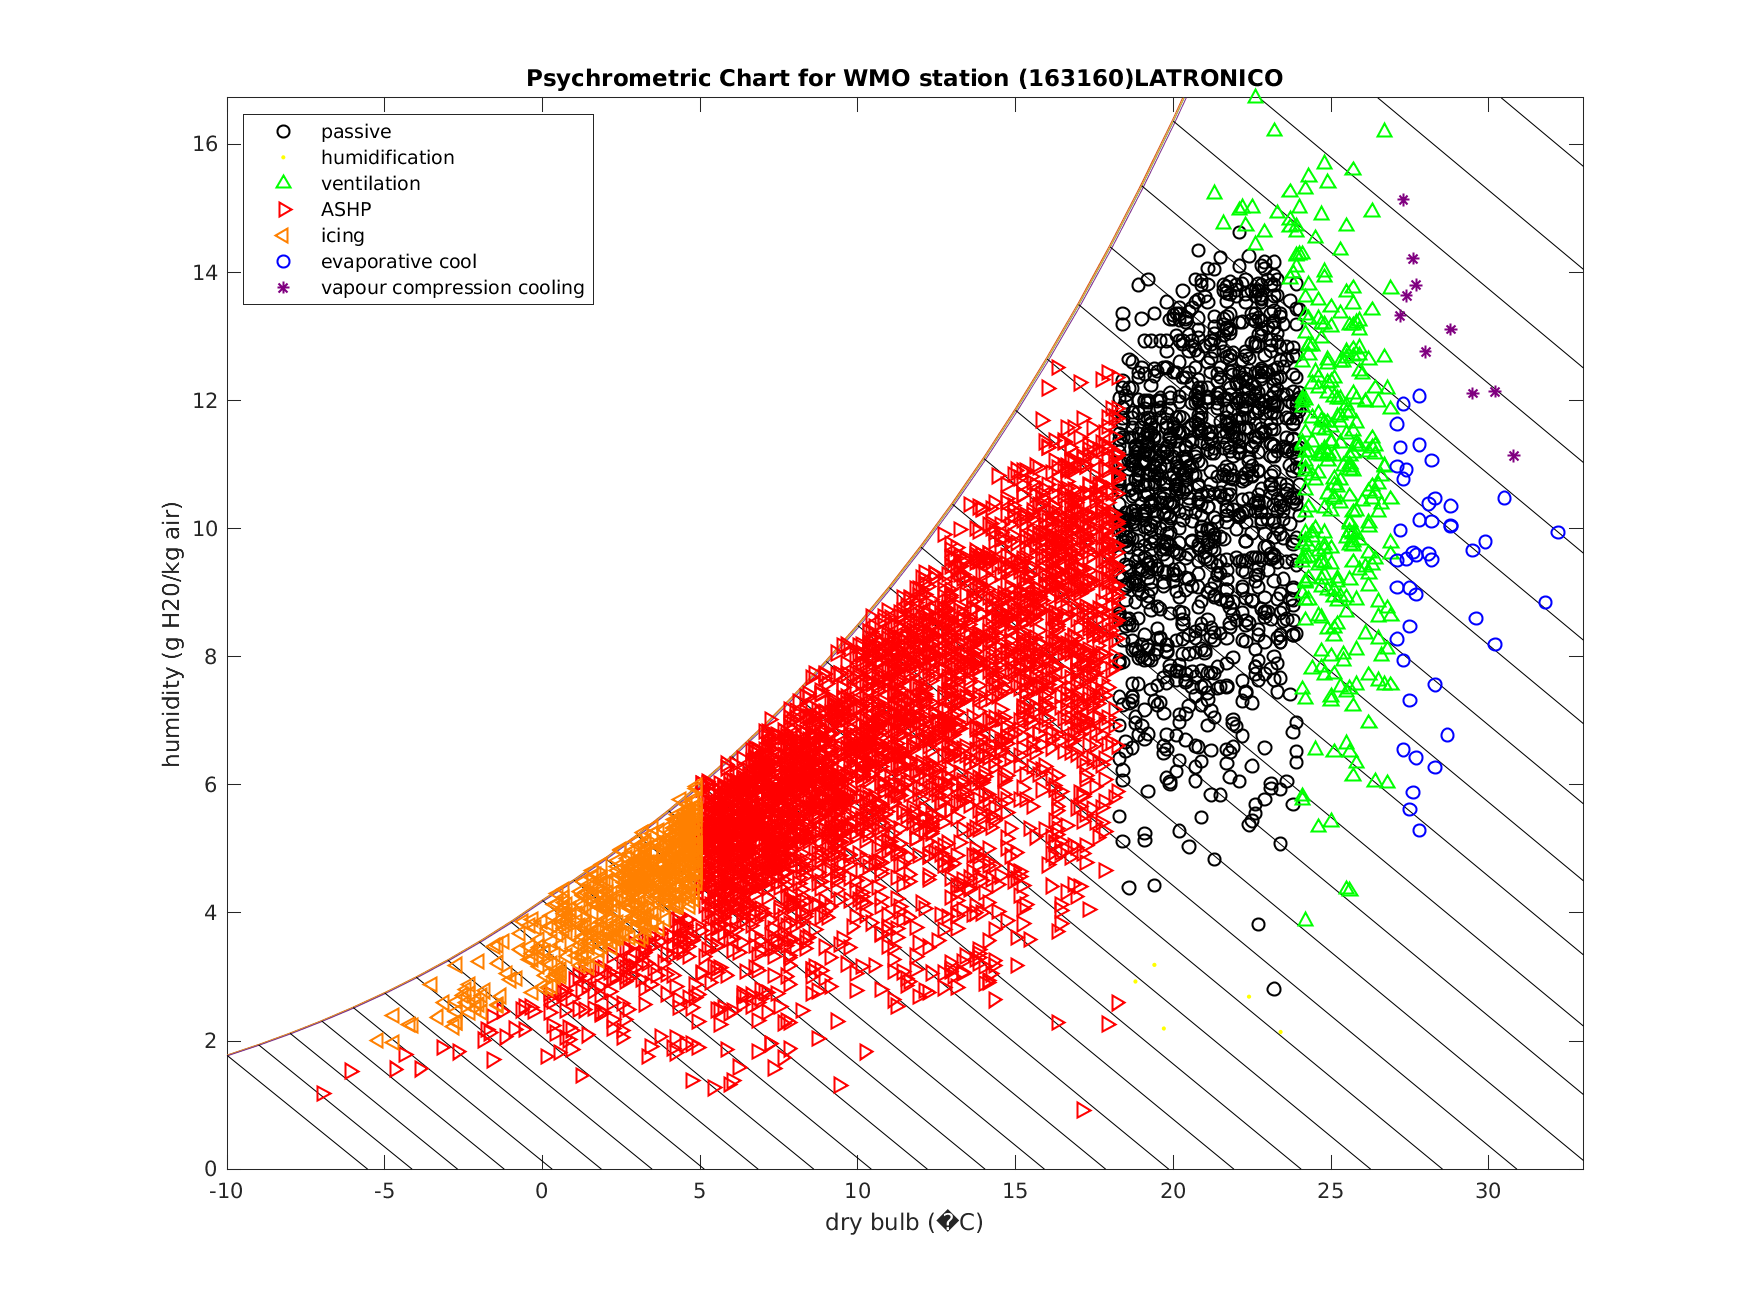 Psychrometric Chart for WMO station (163160)LATRONICO
passive
humidification
ventilation
ASHP
icing
evaporative cool
vapour compression cooling
humidity (g H20/kg air)
16
14
12
10
8
6
4
2
0
-10 -5 0 5 10 15 20 25 30
dry bulb (�C)